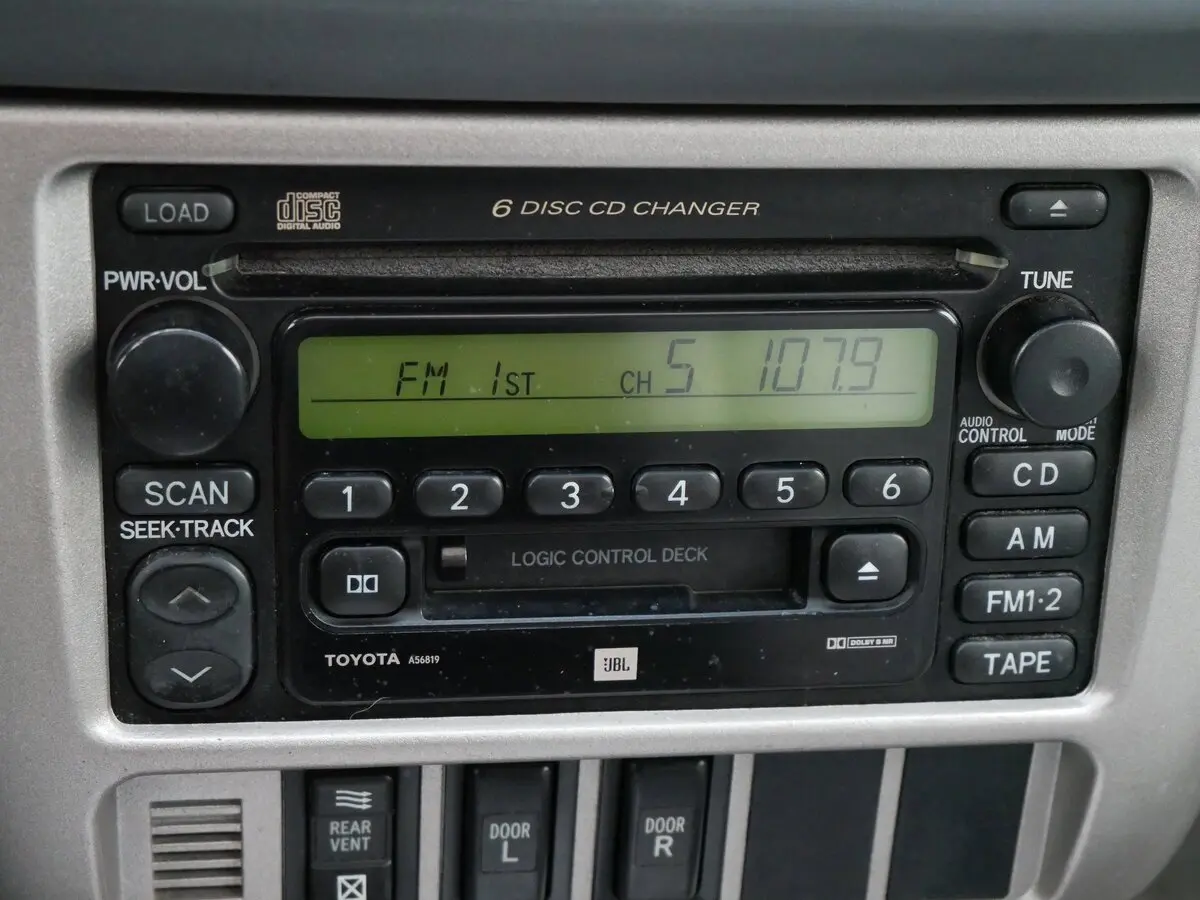 LOAD
COMPACT
disc
DIGITAL AUDIO
6 DISC CD CHANGER
PWR·VOL
TUNE
FM 1ST CH 5 107.9
AUDIO
CONTROL
MODE
SCAN
1 2 3 4 5 6
CD
SEEK·TRACK
LOGIC CONTROL DECK
AM
FM1·2
TOYOTA A56819
JBL
DOLBY B NR
TAPE
REAR
VENT
DOOR
L
DOOR
R